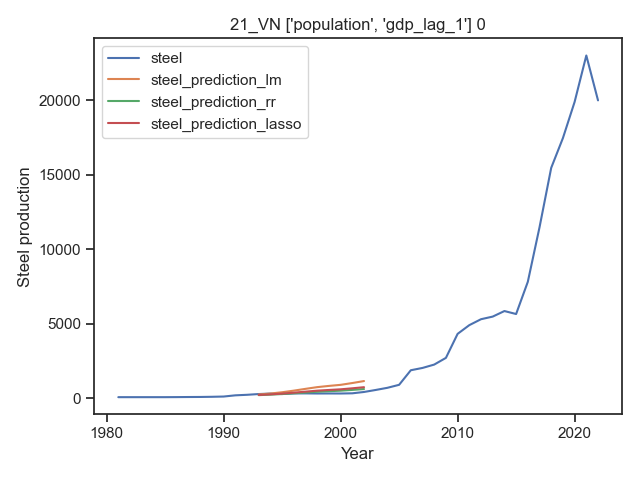 21_VN ['population', 'gdp_lag_1'] 0
steel
steel_prediction_lm
steel_prediction_rr
steel_prediction_lasso
Steel production
20000
15000
10000
5000
0
1980 1990 2000 2010 2020
Year